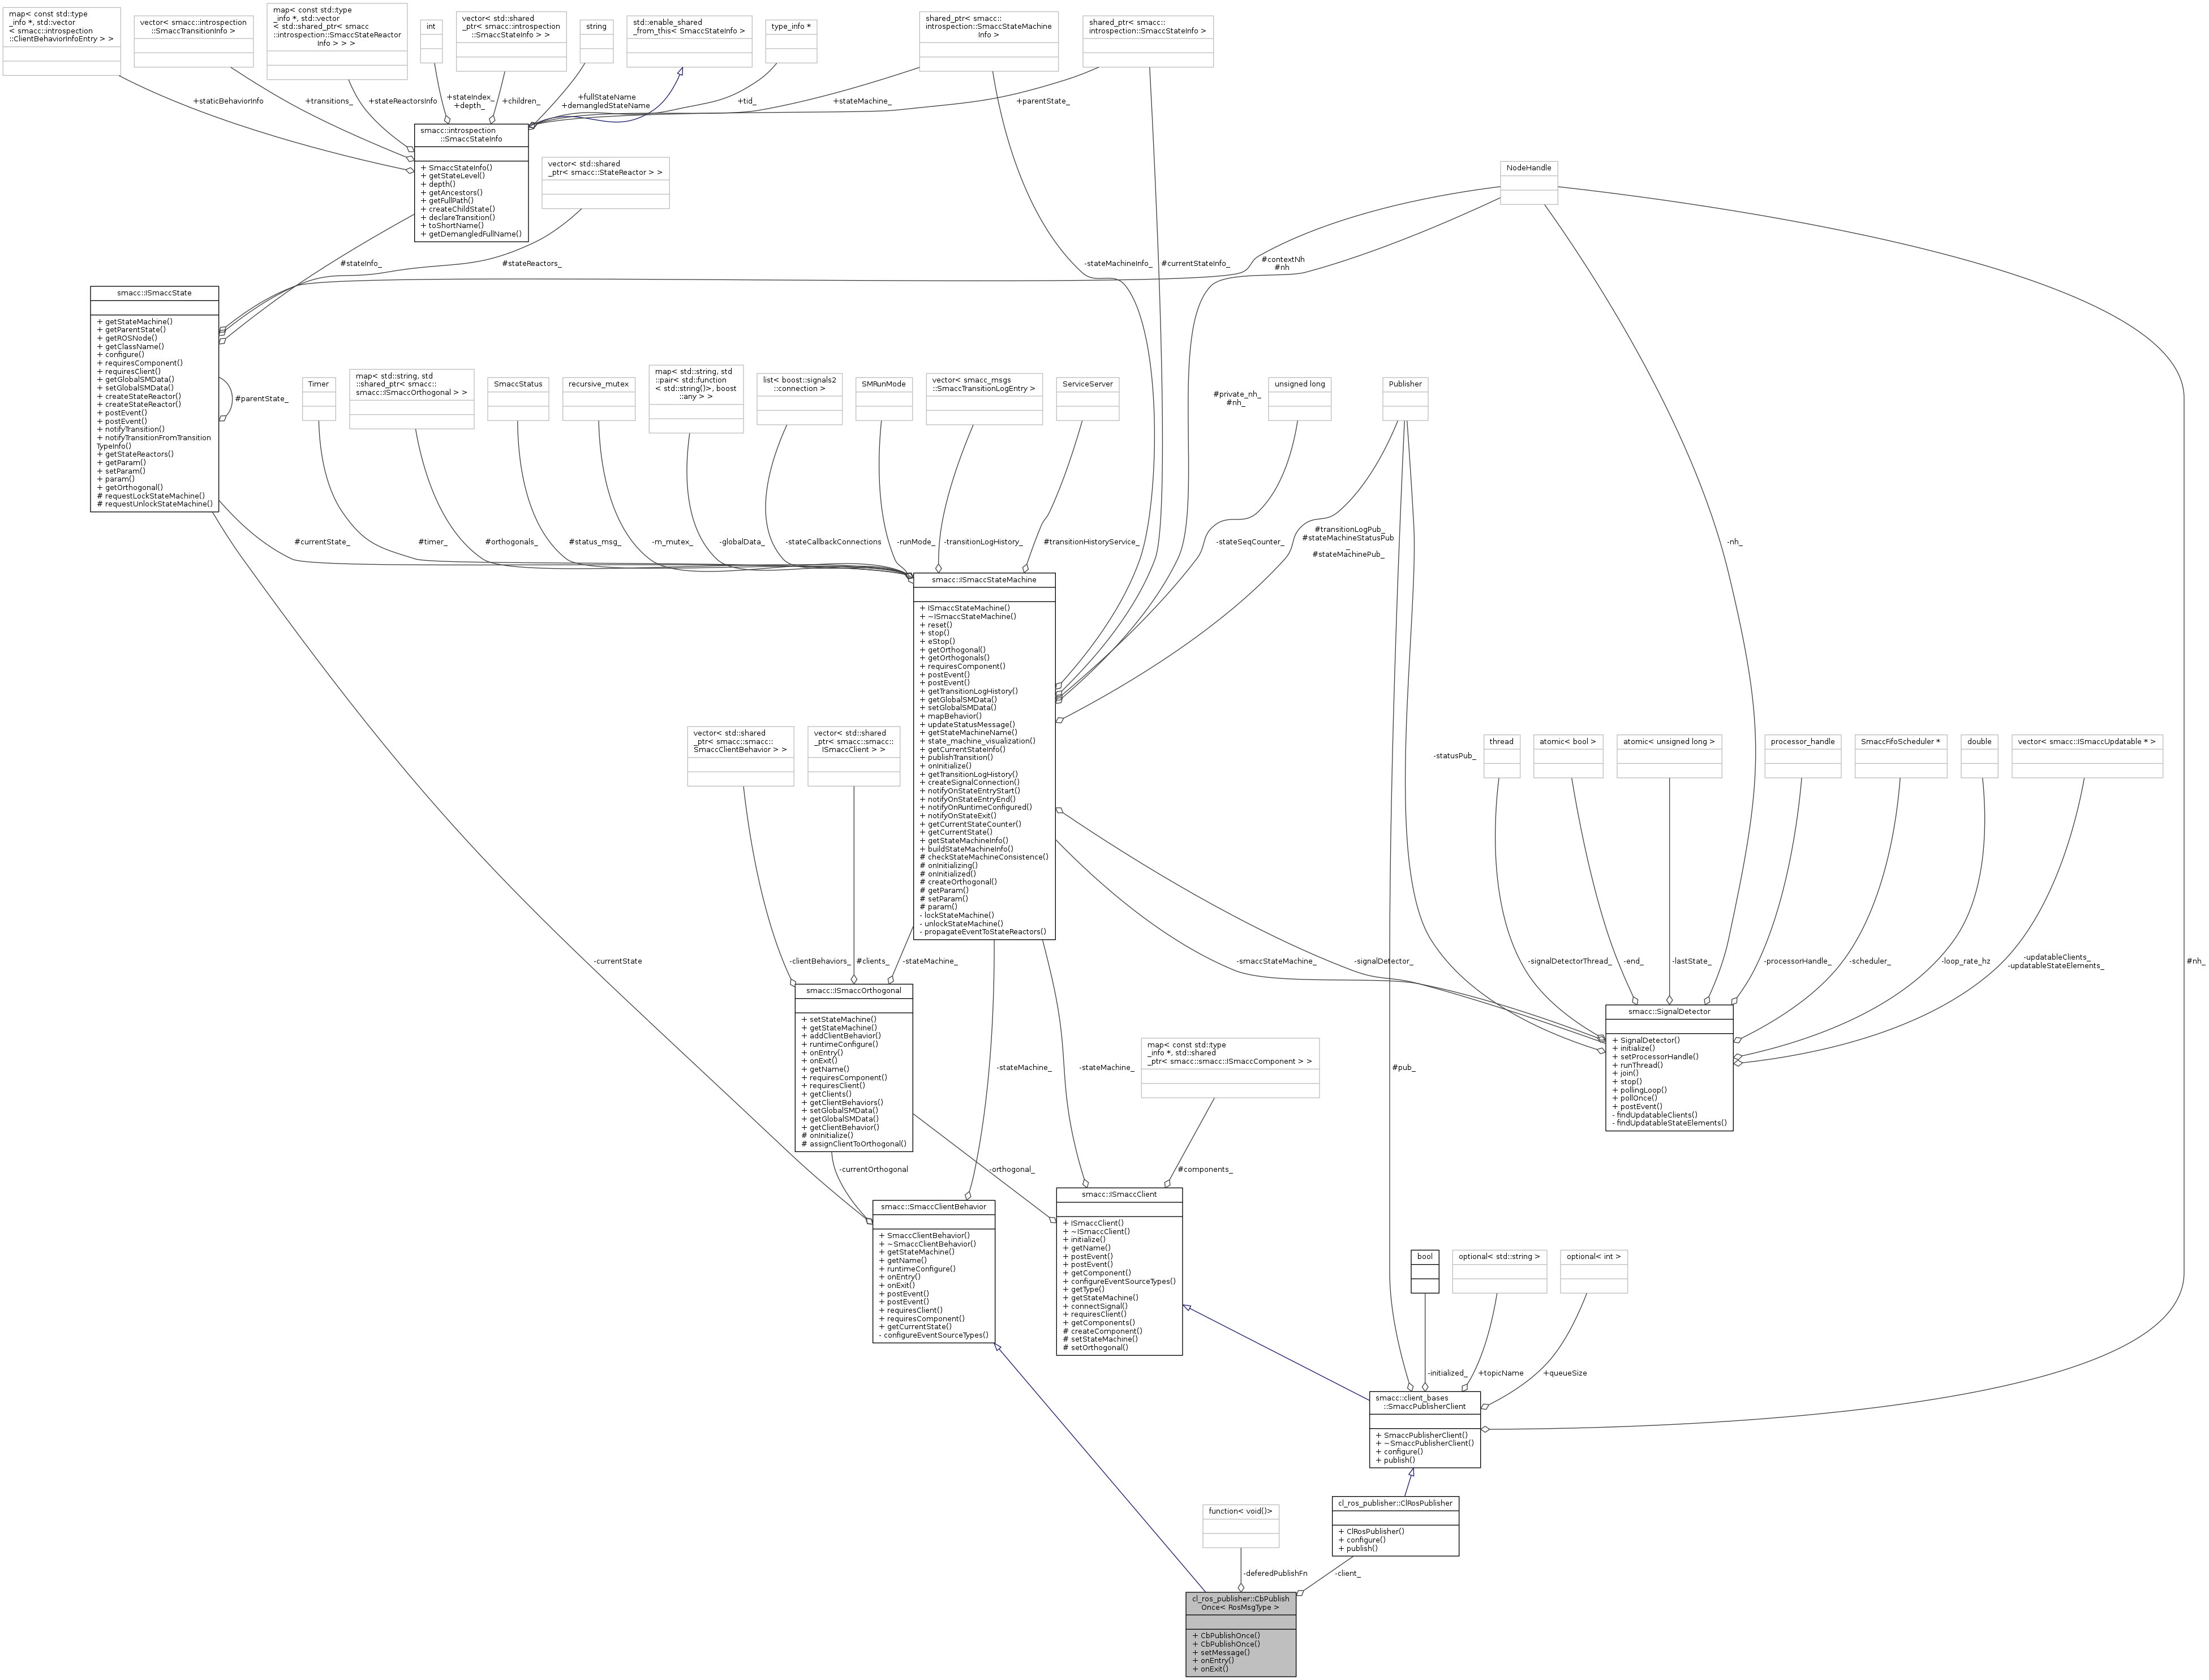 map< const std::type
_info *, std::vector
< smacc::introspection
::ClientBehaviorInfoEntry > >
vector< smacc::introspection
::SmaccTransitionInfo >
map< const std::type
_info *, std::vector
< std::shared_ptr< smacc
::introspection::SmaccStateReactor
Info > > >
int
vector< std::shared
_ptr< smacc::introspection
::SmaccStateInfo > >
string
std::enable_shared
_from_this< SmaccStateInfo >
type_info *
shared_ptr< smacc::
introspection::SmaccStateMachine
Info >
shared_ptr< smacc::
introspection::SmaccStateInfo >
+staticBehaviorInfo
+transitions_
+stateReactorsInfo
+stateIndex_
+depth_
+children_
+fullStateName
+demangledStateName
+tid_
+stateMachine_
+parentState_
smacc::introspection
::SmaccStateInfo
+ SmaccStateInfo()
+ getStateLevel()
+ depth()
+ getAncestors()
+ getFullPath()
+ createChildState()
+ declareTransition()
+ toShortName()
+ getDemangledFullName()
vector< std::shared
_ptr< smacc::StateReactor > >
NodeHandle
#stateInfo_
#stateReactors_
-stateMachineInfo_
#currentStateInfo_
#contextNh
#nh
smacc::ISmaccState
+ getStateMachine()
+ getParentState()
+ getROSNode()
+ getClassName()
+ configure()
+ requiresComponent()
+ requiresClient()
+ getGlobalSMData()
+ setGlobalSMData()
+ createStateReactor()
+ createStateReactor()
+ postEvent()
+ postEvent()
+ notifyTransition()
+ notifyTransitionFromTransition
TypeInfo()
+ getStateReactors()
+ getParam()
+ setParam()
+ param()
+ getOrthogonal()
# requestLockStateMachine()
# requestUnlockStateMachine()
#parentState_
Timer
map< std::string, std
::shared_ptr< smacc::
smacc::ISmaccOrthogonal > >
SmaccStatus
recursive_mutex
map< std::string, std
::pair< std::function
< std::string()>, boost
::any > >
list< boost::signals2
::connection >
SMRunMode
vector< smacc_msgs
::SmaccTransitionLogEntry >
ServiceServer
#private_nh_
#nh_
unsigned long
Publisher
#currentState_
#timer_
#orthogonals_
#status_msg_
-m_mutex_
-globalData_
-stateCallbackConnections
-runMode_
-transitionLogHistory_
#transitionHistoryService_
-stateSeqCounter_
#transitionLogPub_
#stateMachineStatusPub
_
#stateMachinePub_
-nh_
smacc::ISmaccStateMachine
+ ISmaccStateMachine()
+ ~ISmaccStateMachine()
+ reset()
+ stop()
+ eStop()
+ getOrthogonal()
+ getOrthogonals()
+ requiresComponent()
+ postEvent()
+ postEvent()
+ getTransitionLogHistory()
+ getGlobalSMData()
+ setGlobalSMData()
+ mapBehavior()
+ updateStatusMessage()
+ getStateMachineName()
+ state_machine_visualization()
+ getCurrentStateInfo()
+ publishTransition()
+ onInitialize()
+ getTransitionLogHistory()
+ createSignalConnection()
+ notifyOnStateEntryStart()
+ notifyOnStateEntryEnd()
+ notifyOnRuntimeConfigured()
+ notifyOnStateExit()
+ getCurrentStateCounter()
+ getCurrentState()
+ getStateMachineInfo()
+ buildStateMachineInfo()
# checkStateMachineConsistence()
# onInitializing()
# onInitialized()
# createOrthogonal()
# getParam()
# setParam()
# param()
- lockStateMachine()
- unlockStateMachine()
- propagateEventToStateReactors()
vector< std::shared
_ptr< smacc::smacc::
SmaccClientBehavior > >
vector< std::shared
_ptr< smacc::smacc::
ISmaccClient > >
-statusPub_
thread
atomic< bool >
atomic< unsigned long >
processor_handle
SmaccFifoScheduler *
double
vector< smacc::ISmaccUpdatable * >
-currentState
-clientBehaviors_
#clients_
-stateMachine_
-smaccStateMachine_
-signalDetector_
-signalDetectorThread_
-end_
-lastState_
-processorHandle_
-scheduler_
-loop_rate_hz
-updatableClients_
-updatableStateElements_
#nh_
smacc::ISmaccOrthogonal
+ setStateMachine()
+ getStateMachine()
+ addClientBehavior()
+ runtimeConfigure()
+ onEntry()
+ onExit()
+ getName()
+ requiresComponent()
+ requiresClient()
+ getClients()
+ getClientBehaviors()
+ setGlobalSMData()
+ getGlobalSMData()
+ getClientBehavior()
# onInitialize()
# assignClientToOrthogonal()
smacc::SignalDetector
+ SignalDetector()
+ initialize()
+ setProcessorHandle()
+ runThread()
+ join()
+ stop()
+ pollingLoop()
+ pollOnce()
+ postEvent()
- findUpdatableClients()
- findUpdatableStateElements()
-stateMachine_
-stateMachine_
map< const std::type
_info *, std::shared
_ptr< smacc::smacc::ISmaccComponent > >
#pub_
-currentOrthogonal
-orthogonal_
#components_
smacc::SmaccClientBehavior
+ SmaccClientBehavior()
+ ~SmaccClientBehavior()
+ getStateMachine()
+ getName()
+ runtimeConfigure()
+ onEntry()
+ onExit()
+ postEvent()
+ postEvent()
+ requiresClient()
+ requiresComponent()
+ getCurrentState()
- configureEventSourceTypes()
smacc::ISmaccClient
+ ISmaccClient()
+ ~ISmaccClient()
+ initialize()
+ getName()
+ postEvent()
+ postEvent()
+ getComponent()
+ configureEventSourceTypes()
+ getType()
+ getStateMachine()
+ connectSignal()
+ requiresClient()
+ getComponents()
# createComponent()
# setStateMachine()
# setOrthogonal()
bool
optional< std::string >
optional< int >
-initialized_
+topicName
+queueSize
smacc::client_bases
::SmaccPublisherClient
+ SmaccPublisherClient()
+ ~SmaccPublisherClient()
+ configure()
+ publish()
function< void()>
cl_ros_publisher::ClRosPublisher
+ ClRosPublisher()
+ configure()
+ publish()
-deferedPublishFn
-client_
cl_ros_publisher::CbPublish
Once< RosMsgType >
+ CbPublishOnce()
+ CbPublishOnce()
+ setMessage()
+ onEntry()
+ onExit()